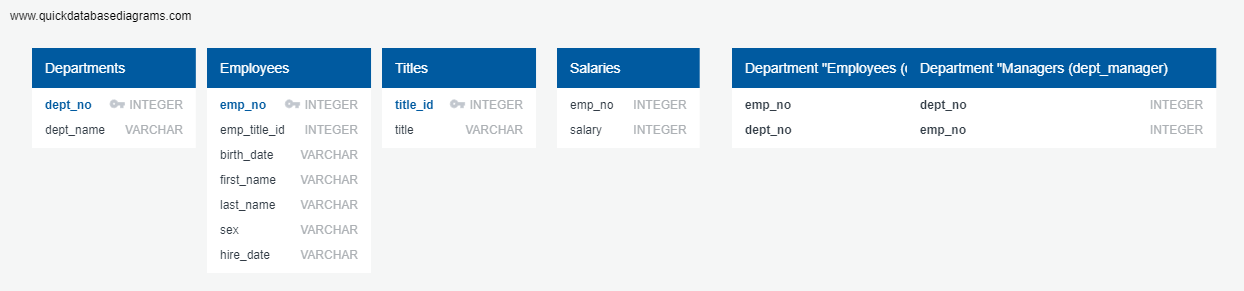 www.quickdatabasediagrams.com
Departments
dept_no INTEGER
dept_name VARCHAR
Employees
emp_no INTEGER
emp_title_id INTEGER
birth_date VARCHAR
first_name VARCHAR
last_name VARCHAR
sex VARCHAR
hire_date VARCHAR
Titles
title_id INTEGER
title VARCHAR
Salaries
emp_no INTEGER
salary INTEGER
Department "Employees
emp_no
dept_no
Department "Managers (dept_manager)
dept_no INTEGER
emp_no INTEGER